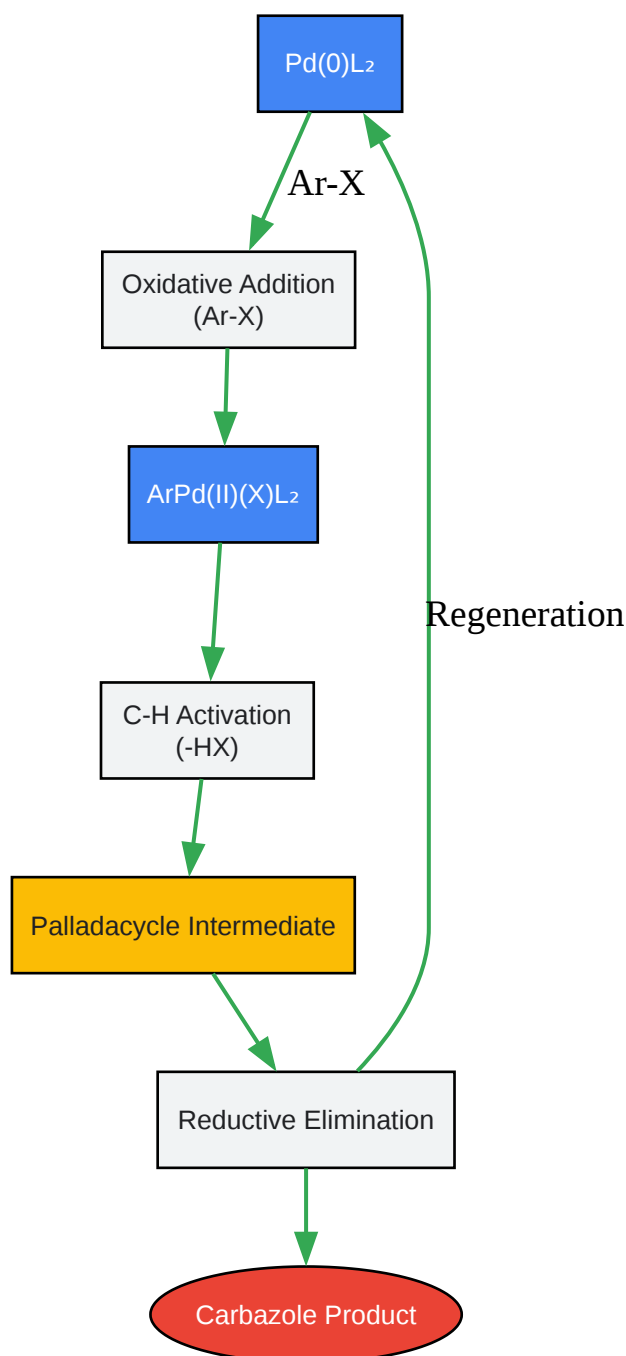 Pd(0)L₂
Ar-X
Oxidative Addition
(Ar-X)
ArPd(II)(X)L₂
Regeneration
C-H Activation
(-HX)
Palladacycle Intermediate
Reductive Elimination
Carbazole Product